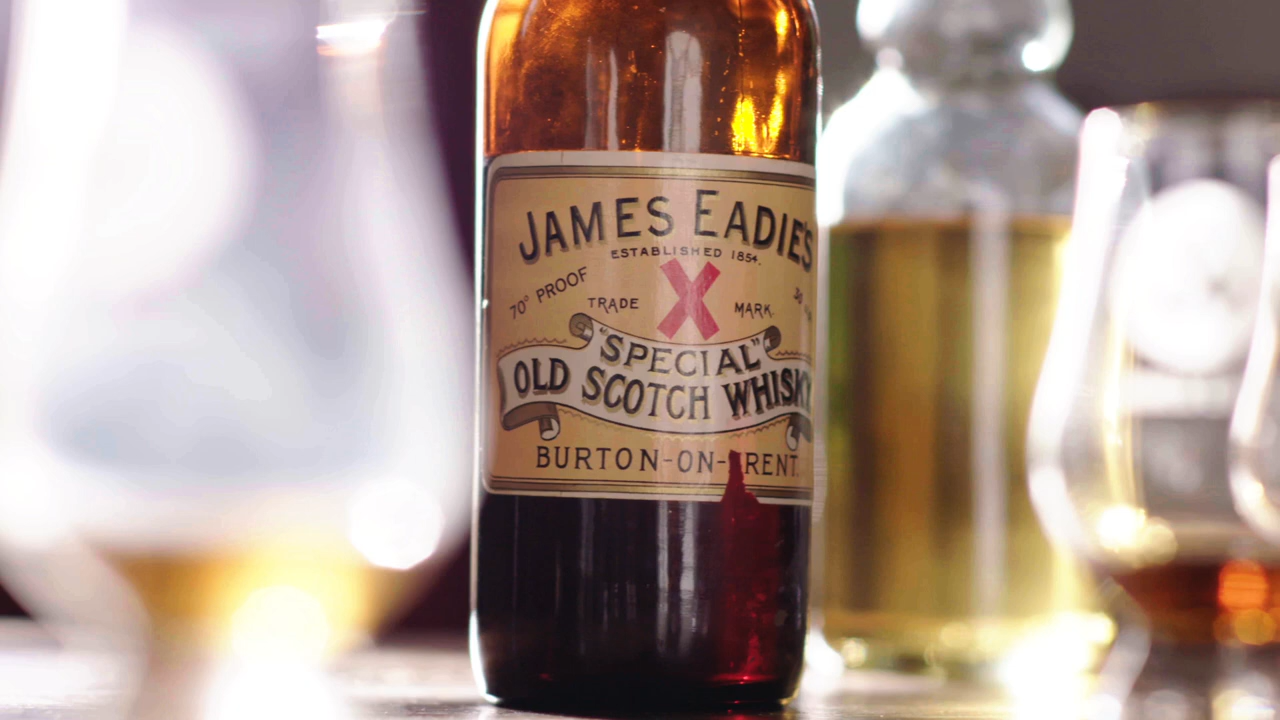 JAMES EADIE'S
ESTABLISHED 1854.
70° PROOF
TRADE X MARK.
"SPECIAL"
OLD SCOTCH WHISKY
BURTON-ON-TRENT.